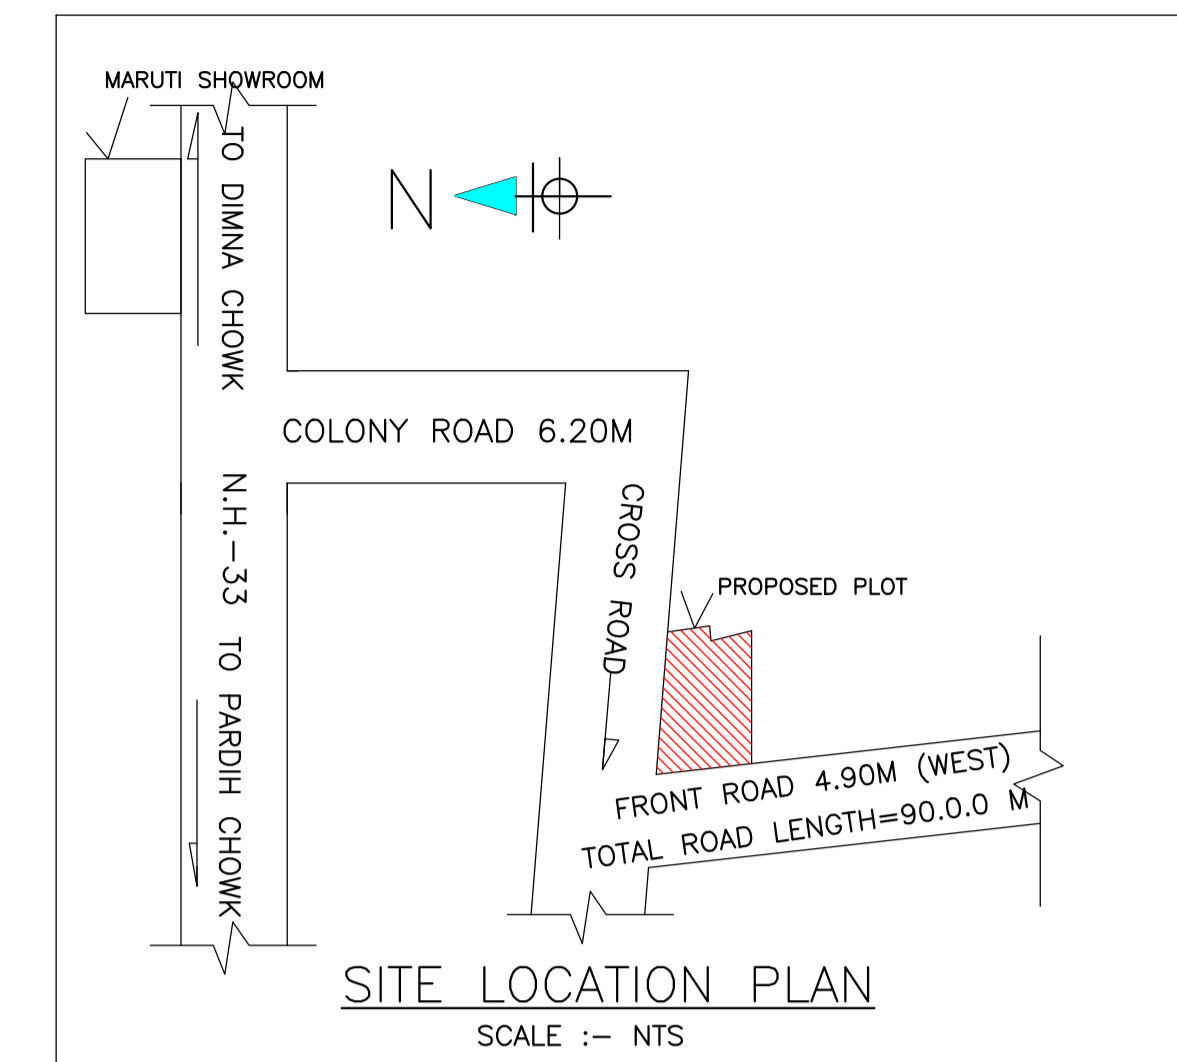 MARUTI SHOWROOM
TO DIMNA CHOWK
N
COLONY ROAD 6.20M
N.H.-33 TO PARDIH CHOWK
CROSS ROAD
PROPOSED PLOT
FRONT ROAD 4.90M (WEST)
TOTAL ROAD LENGTH=90.0.0 M
SITE LOCATION PLAN
SCALE :- NTS